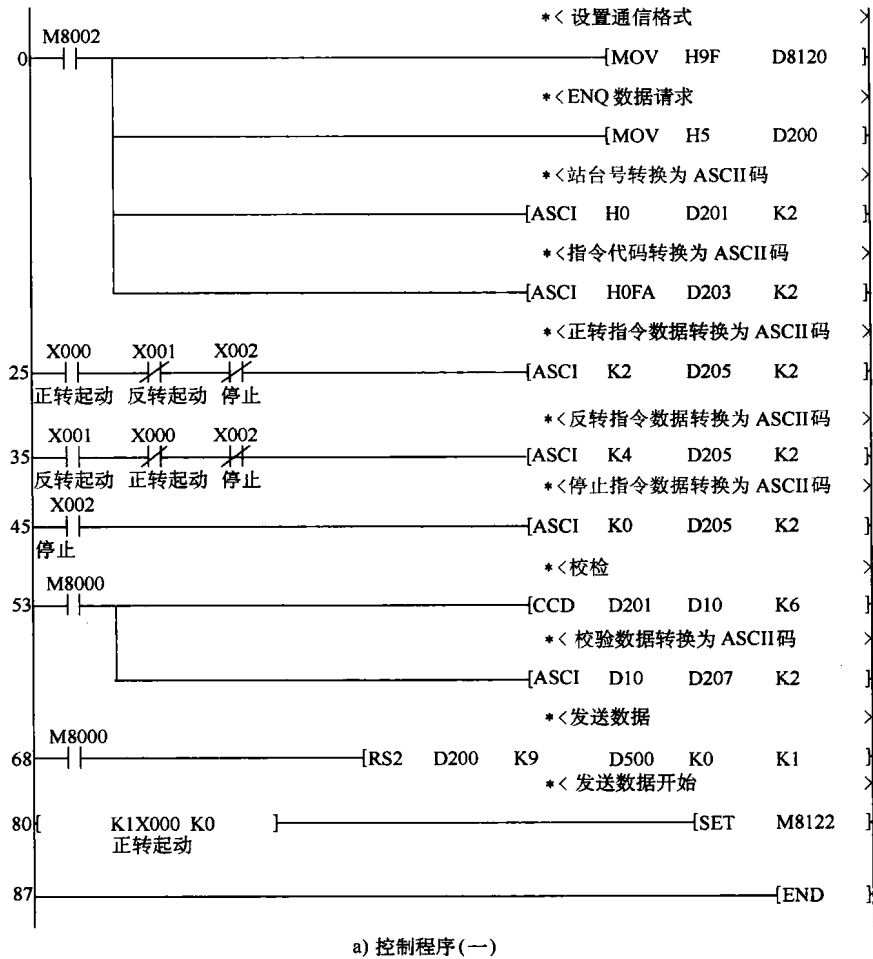 *< 设置通信格式 >
M8002
0 [MOV H9F D8120 ]
*<ENQ 数据请求 >
[MOV H5 D200 ]
*<站台号转换为 ASCII码 >
[ASCI H0 D201 K2 ]
*<指令代码转换为 ASCII码 >
[ASCI H0FA D203 K2 ]
*<正转指令数据转换为 ASCII码 >
X000 X001 X002
25 [ASCI K2 D205 K2 ]
正转起动 反转起动 停止
*<反转指令数据转换为 ASCII码 >
X001 X000 X002
35 [ASCI K4 D205 K2 ]
反转起动 正转起动 停止
*<停止指令数据转换为 ASCII码 >
X002
45 [ASCI K0 D205 K2 ]
停止
*<校检 >
M8000
53 [CCD D201 D10 K6 ]
*< 校验数据转换为 ASCII码 >
[ASCI D10 D207 K2 ]
*<发送数据 >
M8000
68 [RS2 D200 K9 D500 K0 K1 ]
*< 发送数据开始 >
80 [ K1X000 K0 ] [SET M8122 ]
正转起动
87 [END ]
a) 控制程序(一)